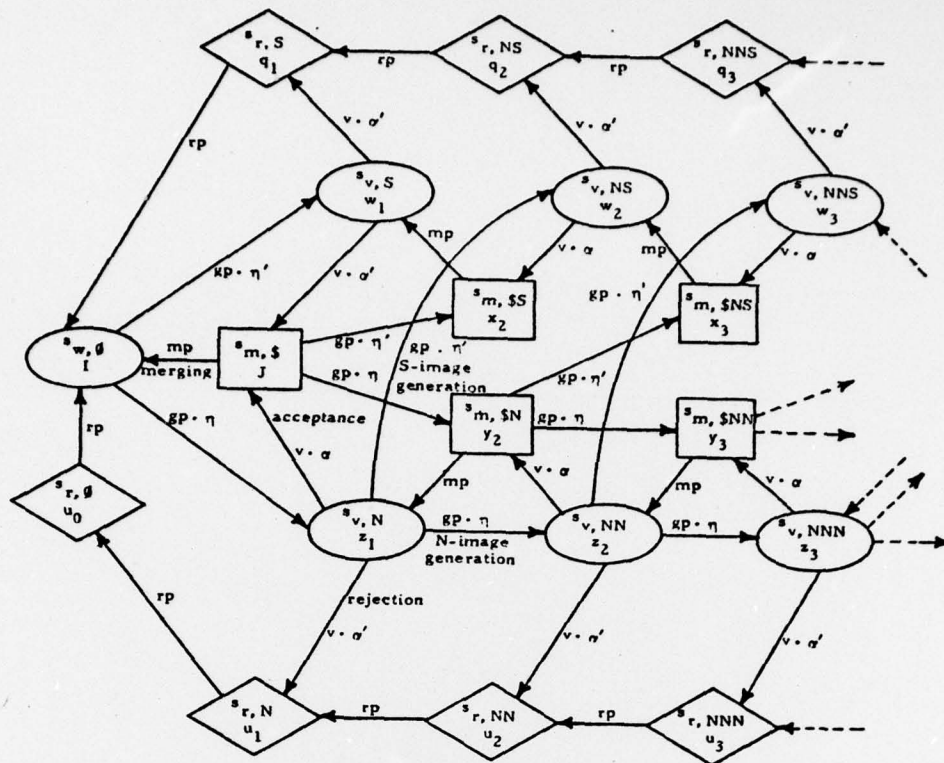 s r, S
q1
rp
s r, NS
q2
rp
s r, NNS
q3
rp
v · α'
v · α'
v · α'
s v, S
w1
s v, NS
w2
s v, NNS
w3
gp · η'
v · α'
mp
v · α
mp
v · α
gp · η'
s m, $S
x2
s m, $NS
x3
s w, ø
I
mp
merging
s m, $
J
gp · η'
gp · η'
S-image
generation
gp · η
gp · η'
gp · η
acceptance
s m, $N
y2
gp · η
s m, $NN
y3
rp
v · α
mp
v · α
mp
v · α
s r, ø
u0
s v, N
z1
gp · η
N-image
generation
s v, NN
z2
gp · η
s v, NNN
z3
rp
rejection
v · α'
v · α'
v · α'
s r, N
u1
rp
s r, NN
u2
rp
s r, NNN
u3